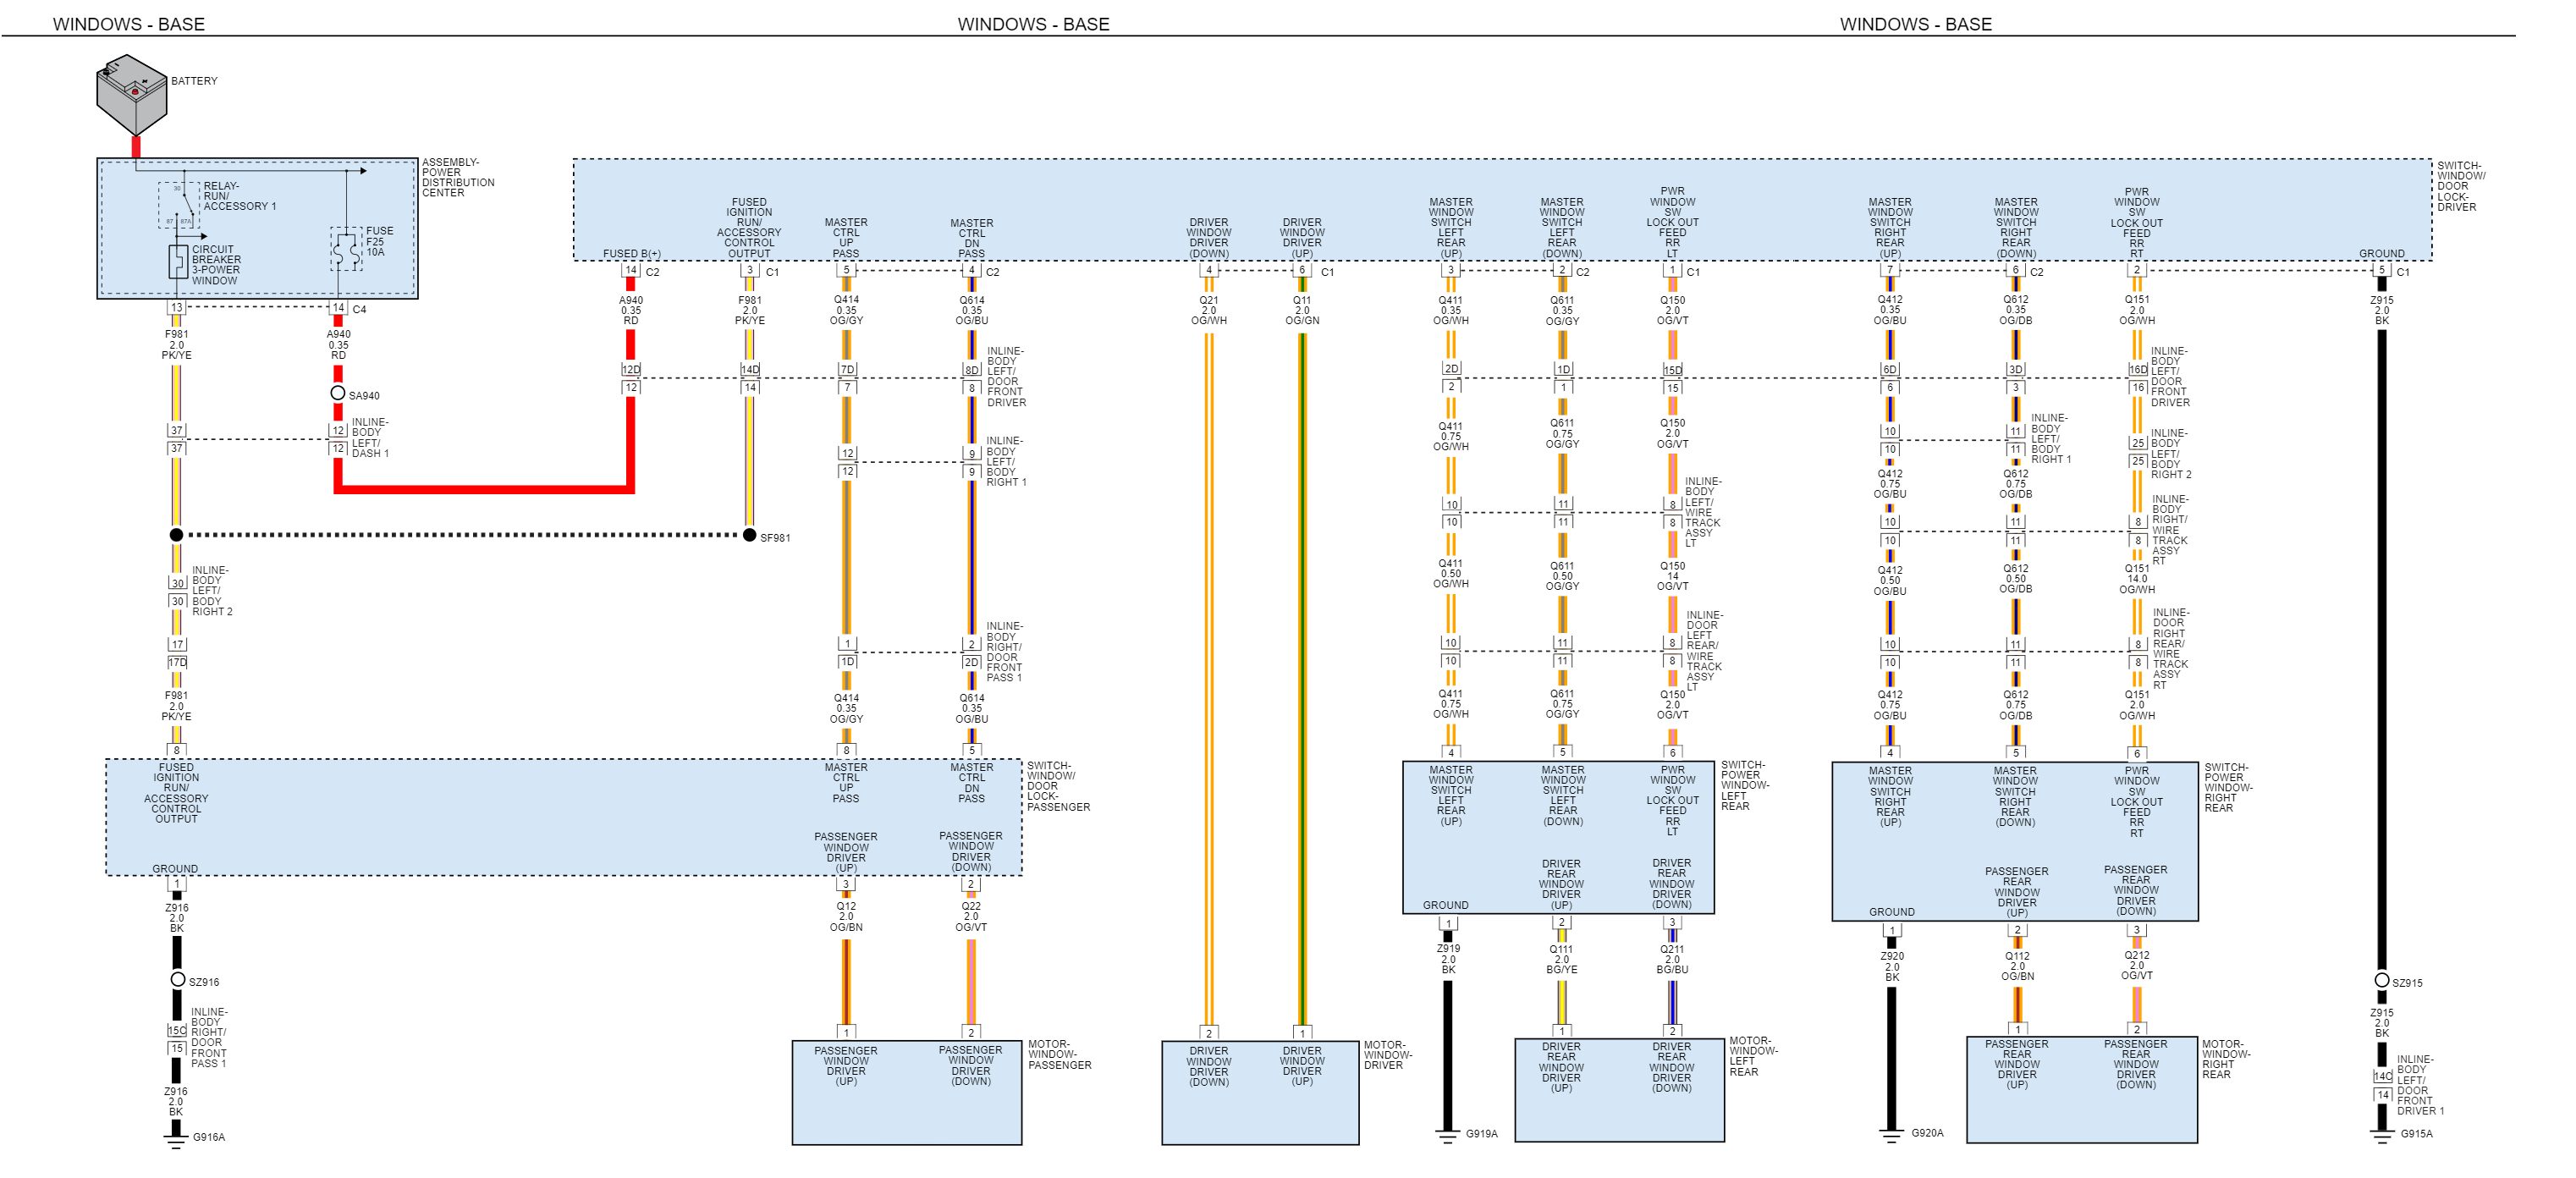 WINDOWS - BASE
WINDOWS - BASE
WINDOWS - BASE
BATTERY
ASSEMBLY-
POWER
DISTRIBUTION
CENTER
30
RELAY-
RUN/
ACCESSORY 1
87
87A
CIRCUIT
BREAKER
3-POWER
WINDOW
FUSE
F25
10A
13
14
C4
F981
2.0
PK/YE
A940
0.35
RD
SA940
37
12
37
12
INLINE-
BODY
LEFT/
DASH 1
SF981
30
30
INLINE-
BODY
LEFT/
BODY
RIGHT 2
17
17D
F981
2.0
PK/YE
8
SWITCH-
WINDOW/
DOOR
LOCK-
DRIVER
FUSED B(+)
FUSED
IGNITION
RUN/
ACCESSORY
CONTROL
OUTPUT
MASTER
CTRL
UP
PASS
MASTER
CTRL
DN
PASS
DRIVER
WINDOW
DRIVER
(DOWN)
DRIVER
WINDOW
DRIVER
(UP)
MASTER
WINDOW
SWITCH
LEFT
REAR
(UP)
MASTER
WINDOW
SWITCH
LEFT
REAR
(DOWN)
PWR
WINDOW
SW
LOCK OUT
FEED
RR
LT
MASTER
WINDOW
SWITCH
RIGHT
REAR
(UP)
MASTER
WINDOW
SWITCH
RIGHT
REAR
(DOWN)
PWR
WINDOW
SW
LOCK OUT
FEED
RR
RT
GROUND
14
C2
3
C1
5
4
C2
4
6
C1
3
2
C2
1
C1
7
6
C2
2
5
C1
A940
0.35
RD
F981
2.0
PK/YE
Q414
0.35
OG/GY
Q614
0.35
OG/BU
Q21
2.0
OG/WH
Q11
2.0
OG/GN
Q411
0.35
OG/WH
Q611
0.35
OG/GY
Q150
2.0
OG/VT
Q412
0.35
OG/BU
Q612
0.35
OG/DB
Q151
2.0
OG/WH
Z915
2.0
BK
12D
14D
7D
8D
12
14
7
8
INLINE-
BODY
LEFT/
DOOR
FRONT
DRIVER
2D
1D
15D
6D
3D
16D
2
1
15
6
3
16
INLINE-
BODY
LEFT/
DOOR
FRONT
DRIVER
12
9
12
9
INLINE-
BODY
LEFT/
BODY
RIGHT 1
Q411
0.75
OG/WH
Q611
0.75
OG/GY
Q150
2.0
OG/VT
10
11
10
11
INLINE-
BODY
LEFT/
BODY
RIGHT 1
25
25
INLINE-
BODY
LEFT/
BODY
RIGHT 2
Q412
0.75
OG/BU
Q612
0.75
OG/DB
10
11
8
10
11
8
INLINE-
BODY
LEFT/
WIRE
TRACK
ASSY
LT
10
11
8
10
11
8
INLINE-
BODY
RIGHT/
WIRE
TRACK
ASSY
RT
Q411
0.50
OG/WH
Q611
0.50
OG/GY
Q150
14
OG/VT
Q412
0.50
OG/BU
Q612
0.50
OG/DB
Q151
14.0
OG/WH
1
2
1D
2D
INLINE-
BODY
RIGHT/
DOOR
FRONT
PASS 1
10
11
8
10
11
8
INLINE-
DOOR
LEFT
REAR/
WIRE
TRACK
ASSY
LT
10
11
8
10
11
8
INLINE-
DOOR
RIGHT
REAR/
WIRE
TRACK
ASSY
RT
Q414
0.35
OG/GY
Q614
0.35
OG/BU
Q411
0.75
OG/WH
Q611
0.75
OG/GY
Q150
2.0
OG/VT
Q412
0.75
OG/BU
Q612
0.75
OG/DB
Q151
2.0
OG/WH
8
5
4
5
6
4
5
6
FUSED
IGNITION
RUN/
ACCESSORY
CONTROL
OUTPUT
MASTER
CTRL
UP
PASS
MASTER
CTRL
DN
PASS
SWITCH-
WINDOW/
DOOR
LOCK-
PASSENGER
GROUND
PASSENGER
WINDOW
DRIVER
(UP)
PASSENGER
WINDOW
DRIVER
(DOWN)
MASTER
WINDOW
SWITCH
LEFT
REAR
(UP)
MASTER
WINDOW
SWITCH
LEFT
REAR
(DOWN)
PWR
WINDOW
SW
LOCK OUT
FEED
RR
LT
SWITCH-
POWER
WINDOW-
LEFT
REAR
GROUND
DRIVER
REAR
WINDOW
DRIVER
(UP)
DRIVER
REAR
WINDOW
DRIVER
(DOWN)
MASTER
WINDOW
SWITCH
RIGHT
REAR
(UP)
MASTER
WINDOW
SWITCH
RIGHT
REAR
(DOWN)
PWR
WINDOW
SW
LOCK OUT
FEED
RR
RT
SWITCH-
POWER
WINDOW-
RIGHT
REAR
GROUND
PASSENGER
REAR
WINDOW
DRIVER
(UP)
PASSENGER
REAR
WINDOW
DRIVER
(DOWN)
1
3
2
1
2
3
1
2
3
Z916
2.0
BK
Q12
2.0
OG/BN
Q22
2.0
OG/VT
Z919
2.0
BK
Q111
2.0
BG/YE
Q211
2.0
BG/BU
Z920
2.0
BK
Q112
2.0
OG/BN
Q212
2.0
OG/VT
SZ916
15C
15
INLINE-
BODY
RIGHT/
DOOR
FRONT
PASS 1
Z916
2.0
BK
G916A
1
2
PASSENGER
WINDOW
DRIVER
(UP)
PASSENGER
WINDOW
DRIVER
(DOWN)
MOTOR-
WINDOW-
PASSENGER
2
1
DRIVER
WINDOW
DRIVER
(DOWN)
DRIVER
WINDOW
DRIVER
(UP)
MOTOR-
WINDOW-
DRIVER
G919A
1
2
DRIVER
REAR
WINDOW
DRIVER
(UP)
DRIVER
REAR
WINDOW
DRIVER
(DOWN)
MOTOR-
WINDOW-
LEFT
REAR
G920A
1
2
PASSENGER
REAR
WINDOW
DRIVER
(UP)
PASSENGER
REAR
WINDOW
DRIVER
(DOWN)
MOTOR-
WINDOW-
RIGHT
REAR
SZ915
Z915
2.0
BK
14C
14
INLINE-
BODY
LEFT/
DOOR
FRONT
DRIVER 1
G915A